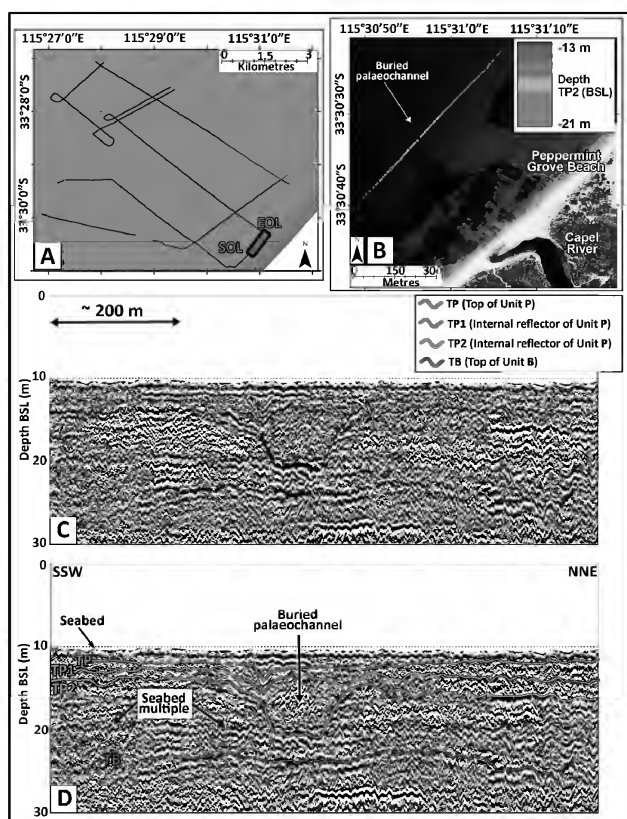 115°27'0"E 115°29'0"E 115°31'0"E
0 1.5 3
Kilometres
33°28'0"S
33°30'0"S
SOL
EOL
A
115°30'50"E 115°31'0"E 115°31'10"E
33°30'30"S
33°30'40"S
Buried
palaeochannel
-13 m
Depth
TP2 (BSL)
-21 m
Peppermint
Grove Beach
Capel
River
B
Metres
TP (Top of Unit P)
TP1 (Internal reflector of Unit P)
TP2 (Internal reflector of Unit P)
TB (Top of Unit B)
0
~ 200 m
Depth BSL (m)
10
20
30
C
0
SSW NNE
Seabed
Buried
palaeochannel
Depth BSL (m)
10
TP
TP1
TP2
Seabed
multiple
20
TB
30
D